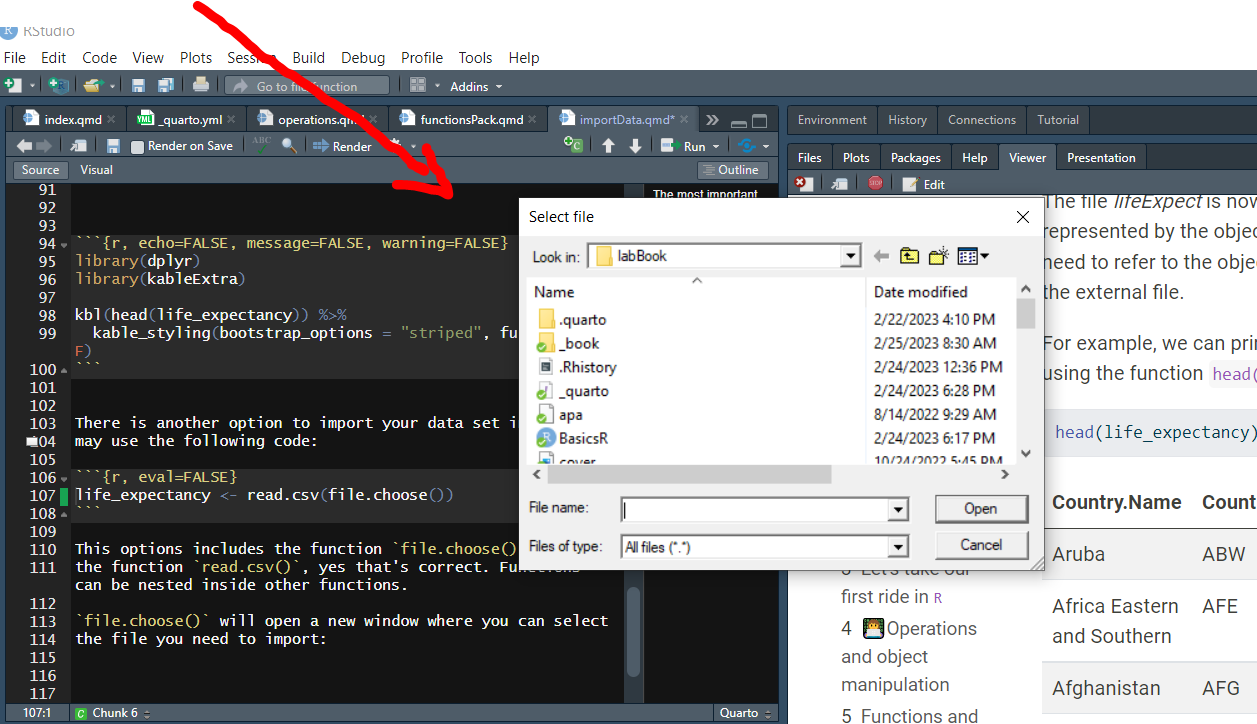 RStudio
File Edit Code View Plots Session Build Debug Profile Tools Help
Go to file/function Addins
index.qmd _quarto.yml operations.qmd functionsPack.qmd importData.qmd*
ABC
Render on Save Render Run
Source Visual Outline
91
92
93
94 ```{r, echo=FALSE, message=FALSE, warning=FALSE}
95 library(dplyr)
96 library(kableExtra)
97
98 kbl(head(life_expectancy)) %>%
99 kable_styling(bootstrap_options = "striped", fu
F)
100 ```
101
102
103 There is another option to import your data set i
104 may use the following code:
105
106 ```{r, eval=FALSE}
107 life_expectancy <- read.csv(file.choose())
108 ```
109
110 This options includes the function `file.choose()
111 the function `read.csv()`, yes that's correct. Functions
can be nested inside other functions.
112
113 `file.choose()` will open a new window where you can select
114 the file you need to import:
115
116
117
107:1 Chunk 6 Quarto
The most important
Select file
Look in: labBook
Name Date modified
.quarto 2/22/2023 4:10 PM
_book 2/25/2023 8:30 AM
.Rhistory 2/24/2023 12:36 PM
_quarto 2/24/2023 6:28 PM
apa 8/14/2022 9:29 AM
BasicsR 2/24/2023 6:17 PM
cover 10/24/2022 5:45 PM
File name: Open
Files of type: All files (*.*) Cancel
Environment History Connections Tutorial
Files Plots Packages Help Viewer Presentation
STOP
Edit
The file lifeExpect is now
represented by the objec
need to refer to the obje
the external file.
For example, we can prin
using the function head(
head(life_expectancy)
Country.Name Count
Aruba ABW
Africa Eastern AFE
and Southern
Afghanistan AFG
3 Let's take our
first ride in R
4 Operations
and object
manipulation
5 Functions and